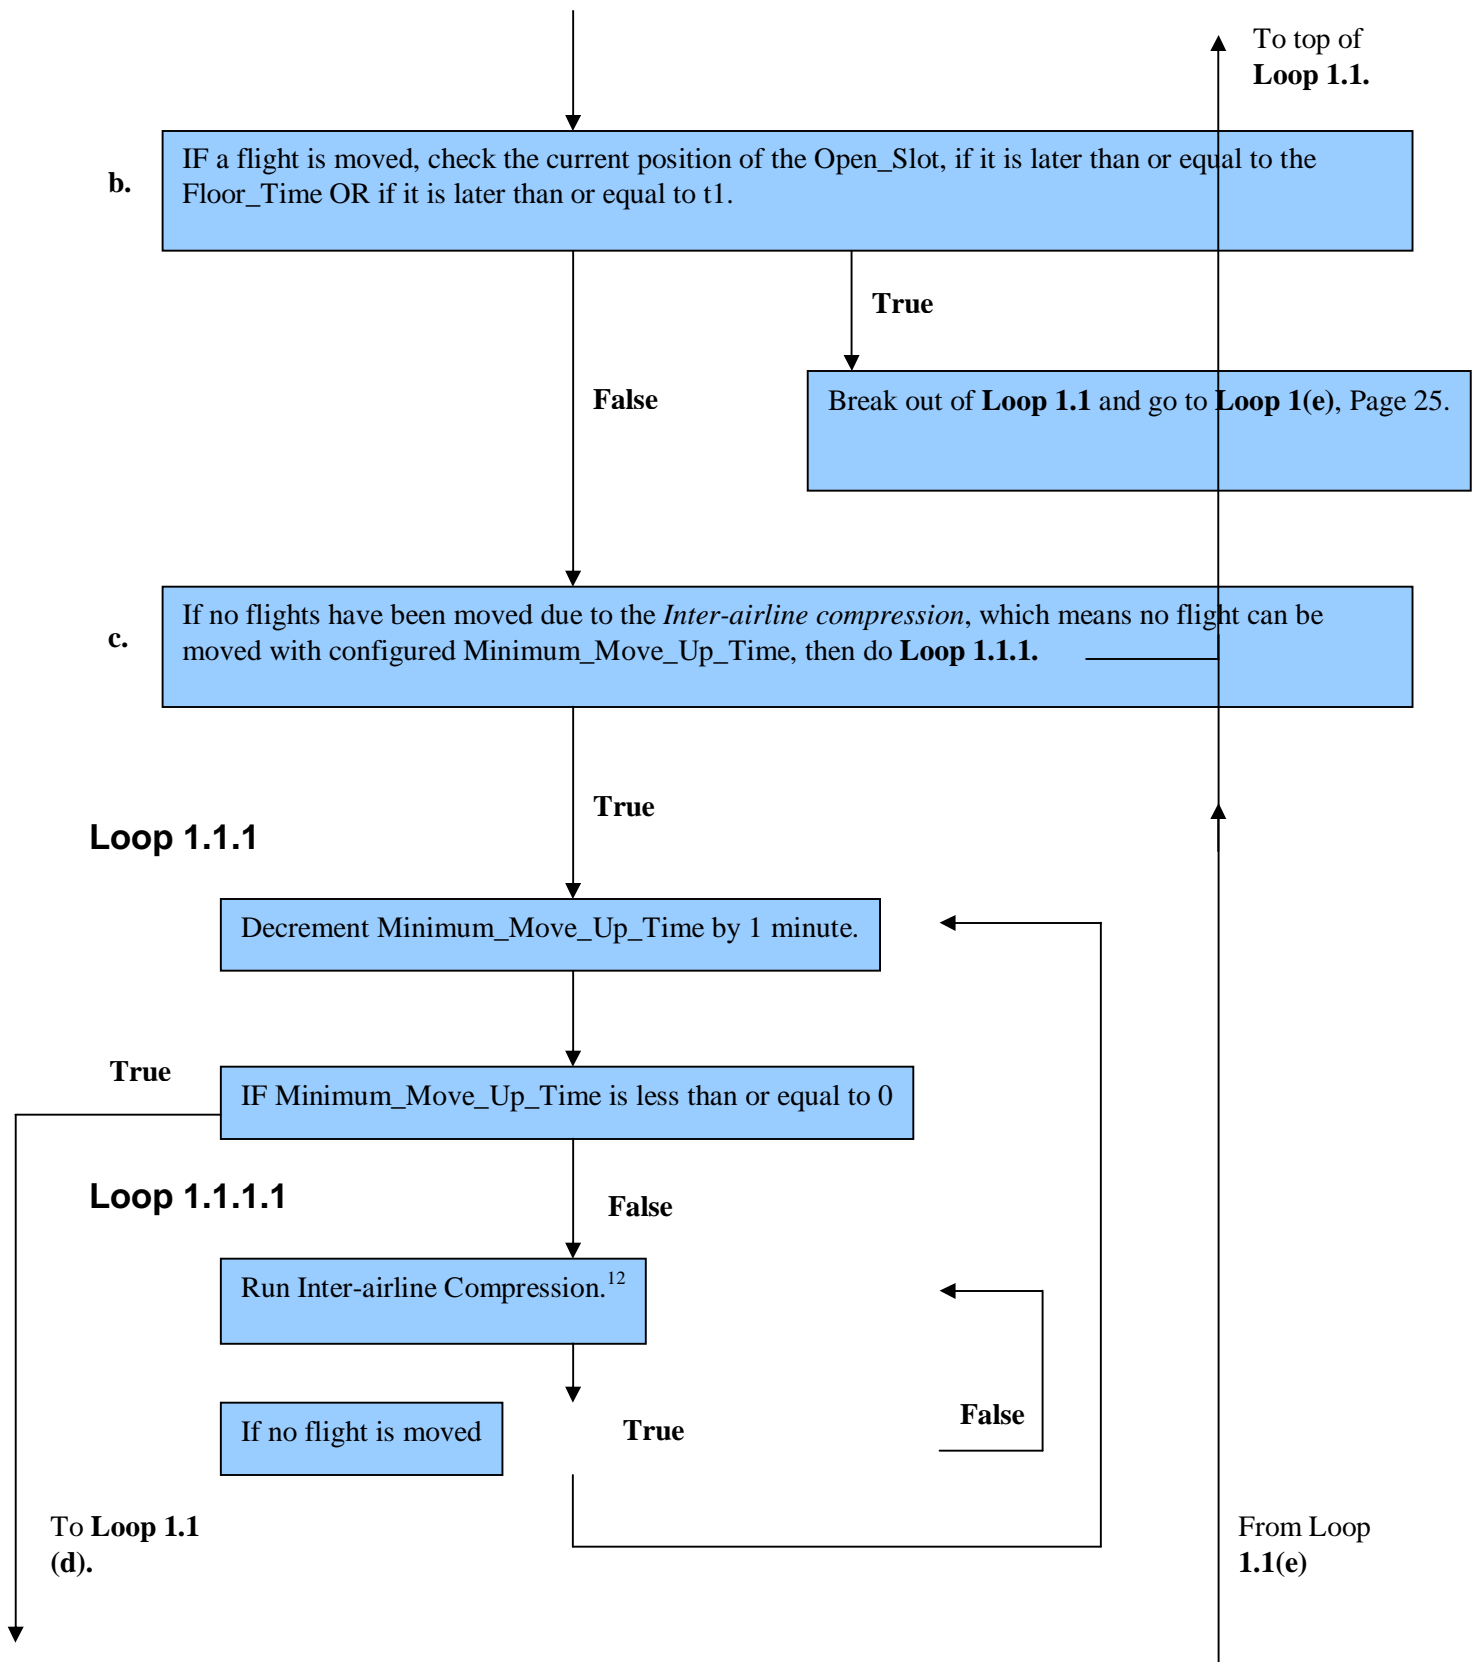 To top of
Loop 1.1.
b.
IF a flight is moved, check the current position of the Open_Slot, if it is later than or equal to the
Floor_Time OR if it is later than or equal to t1.
True
False
Break out of Loop 1.1 and go to Loop 1(e), Page 25.
c.
If no flights have been moved due to the Inter-airline compression, which means no flight can be
moved with configured Minimum_Move_Up_Time, then do Loop 1.1.1.
True
Loop 1.1.1
Decrement Minimum_Move_Up_Time by 1 minute.
True
IF Minimum_Move_Up_Time is less than or equal to 0
Loop 1.1.1.1
False
Run Inter-airline Compression.12
If no flight is moved
True
False
To Loop 1.1
(d).
From Loop
1.1(e)